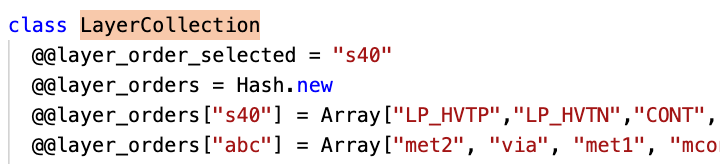 class LayerCollection
@@layer_order_selected = "s40"
@@layer_orders = Hash.new
@@layer_orders["s40"] = Array["LP_HVTP","LP_HVTN","CONT",
@@layer_orders["abc"] = Array["met2", "via", "met1", "mco